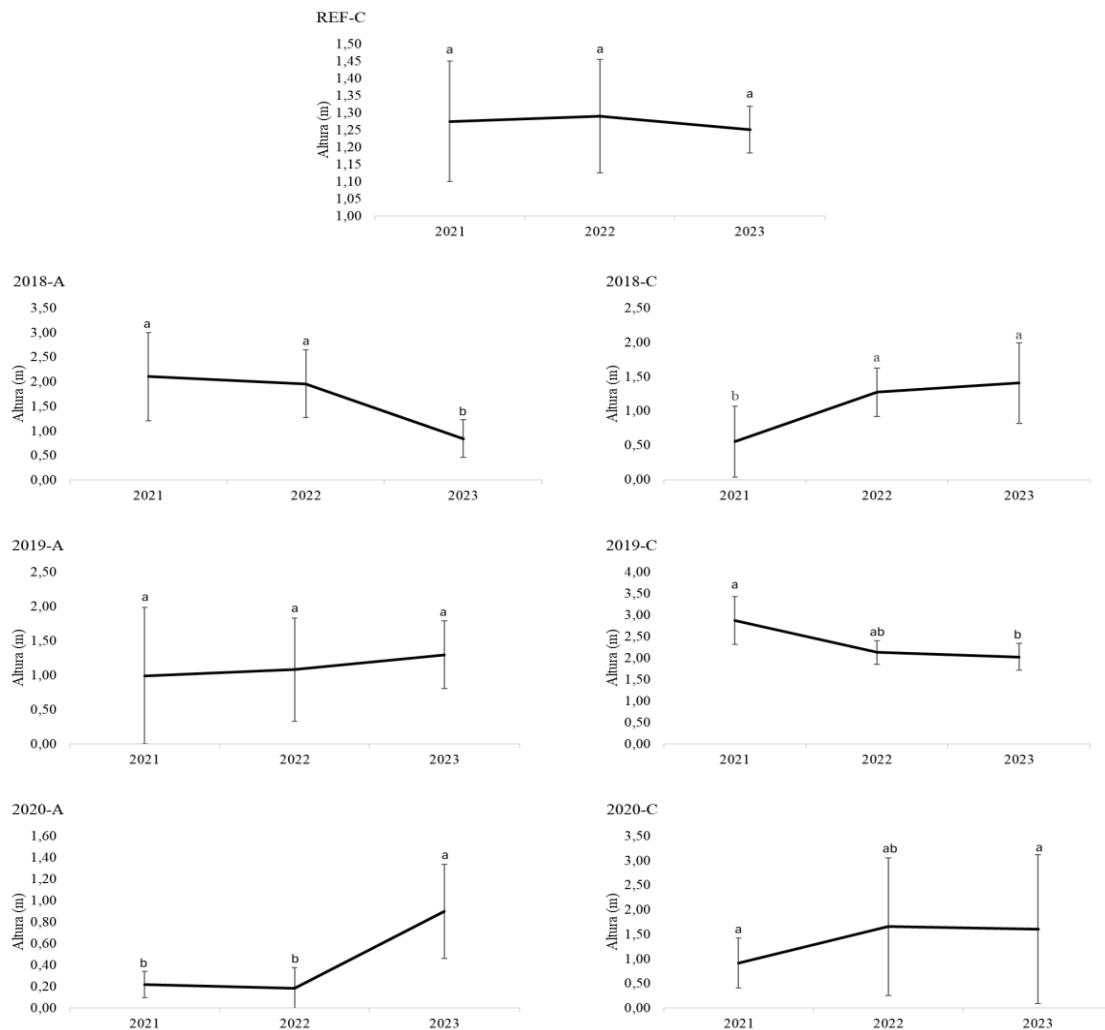 REF-C
Altura (m)
1,50
1,45
1,40
1,35
1,30
1,25
1,20
1,15
1,10
1,05
1,00
a
a
a
2021 2022 2023
2018-A
Altura (m)
3,50
3,00
2,50
2,00
1,50
1,00
0,50
0,00
a
a
b
2021 2022 2023
2018-C
Altura (m)
2,50
2,00
1,50
1,00
0,50
0,00
b
a
a
2021 2022 2023
2019-A
Altura (m)
2,50
2,00
1,50
1,00
0,50
0,00
a
a
a
2021 2022 2023
2019-C
Altura (m)
4,00
3,50
3,00
2,50
2,00
1,50
1,00
0,50
0,00
a
ab
b
2021 2022 2023
2020-A
Altura (m)
1,60
1,40
1,20
1,00
0,80
0,60
0,40
0,20
0,00
b
b
a
2021 2022 2023
2020-C
Altura (m)
3,50
3,00
2,50
2,00
1,50
1,00
0,50
0,00
a
ab
a
2021 2022 2023